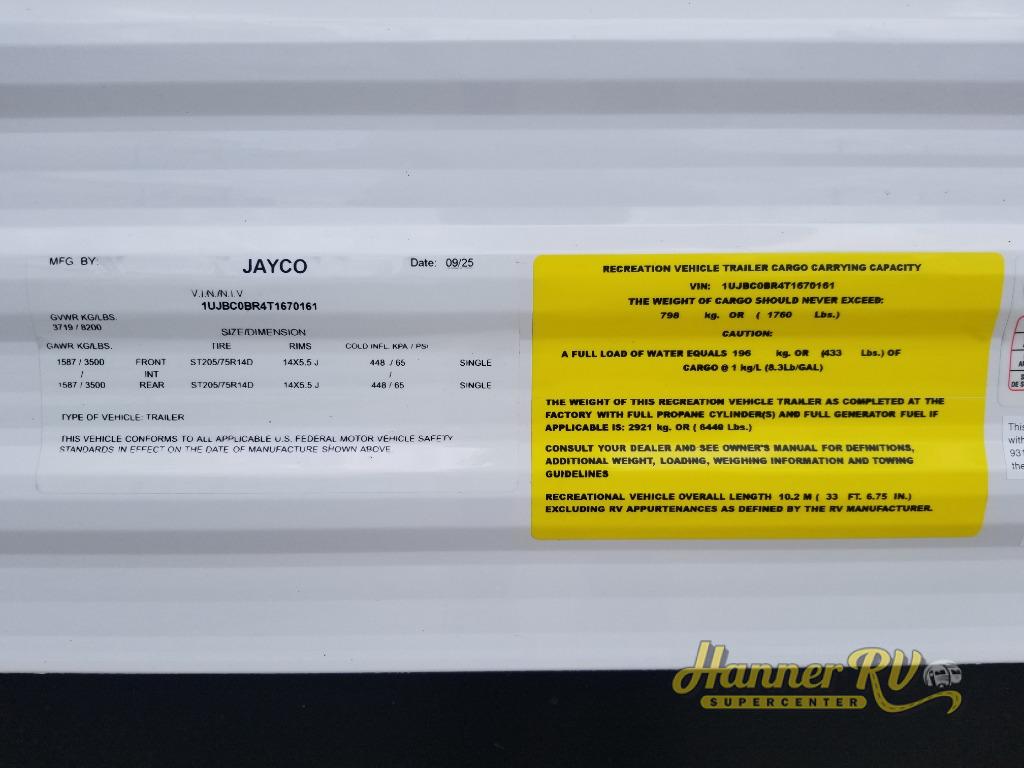 MFG BY:
JAYCO
Date: 09/25
V.I.N./N.I.V
1UJBC0BR4T1670161
GVWR KG/LBS.
3719 / 8200
SIZE/DIMENSION
GAWR KG/LBS. TIRE RIMS COLD INFL. KPA / PSI
1587 / 3500 FRONT ST205/75R14D 14X5.5 J 448 / 65 SINGLE
/ INT
1587 / 3500 REAR ST205/75R14D 14X5.5 J 448 / 65 SINGLE
TYPE OF VEHICLE: TRAILER
THIS VEHICLE CONFORMS TO ALL APPLICABLE U.S. FEDERAL MOTOR VEHICLE SAFETY
STANDARDS IN EFFECT ON THE DATE OF MANUFACTURE SHOWN ABOVE.
RECREATION VEHICLE TRAILER CARGO CARRYING CAPACITY
VIN: 1UJBC0BR4T1670161
THE WEIGHT OF CARGO SHOULD NEVER EXCEED:
798 kg. OR ( 1760 Lbs.)
CAUTION:
A FULL LOAD OF WATER EQUALS 196 kg. OR (433 Lbs.) OF
CARGO @ 1 kg/L (8.3Lb/GAL)
THE WEIGHT OF THIS RECREATION VEHICLE TRAILER AS COMPLETED AT THE
FACTORY WITH FULL PROPANE CYLINDER(S) AND FULL GENERATOR FUEL IF
APPLICABLE IS: 2921 kg. OR ( 6440 Lbs.)
CONSULT YOUR DEALER AND SEE OWNER'S MANUAL FOR DEFINITIONS,
ADDITIONAL WEIGHT, LOADING, WEIGHING INFORMATION AND TOWING
GUIDELINES
RECREATIONAL VEHICLE OVERALL LENGTH 10.2 M ( 33 FT. 6.75 IN.)
EXCLUDING RV APPURTENANCES AS DEFINED BY THE RV MANUFACTURER.
This
with
931
the
Hanner RV
SUPERCENTER